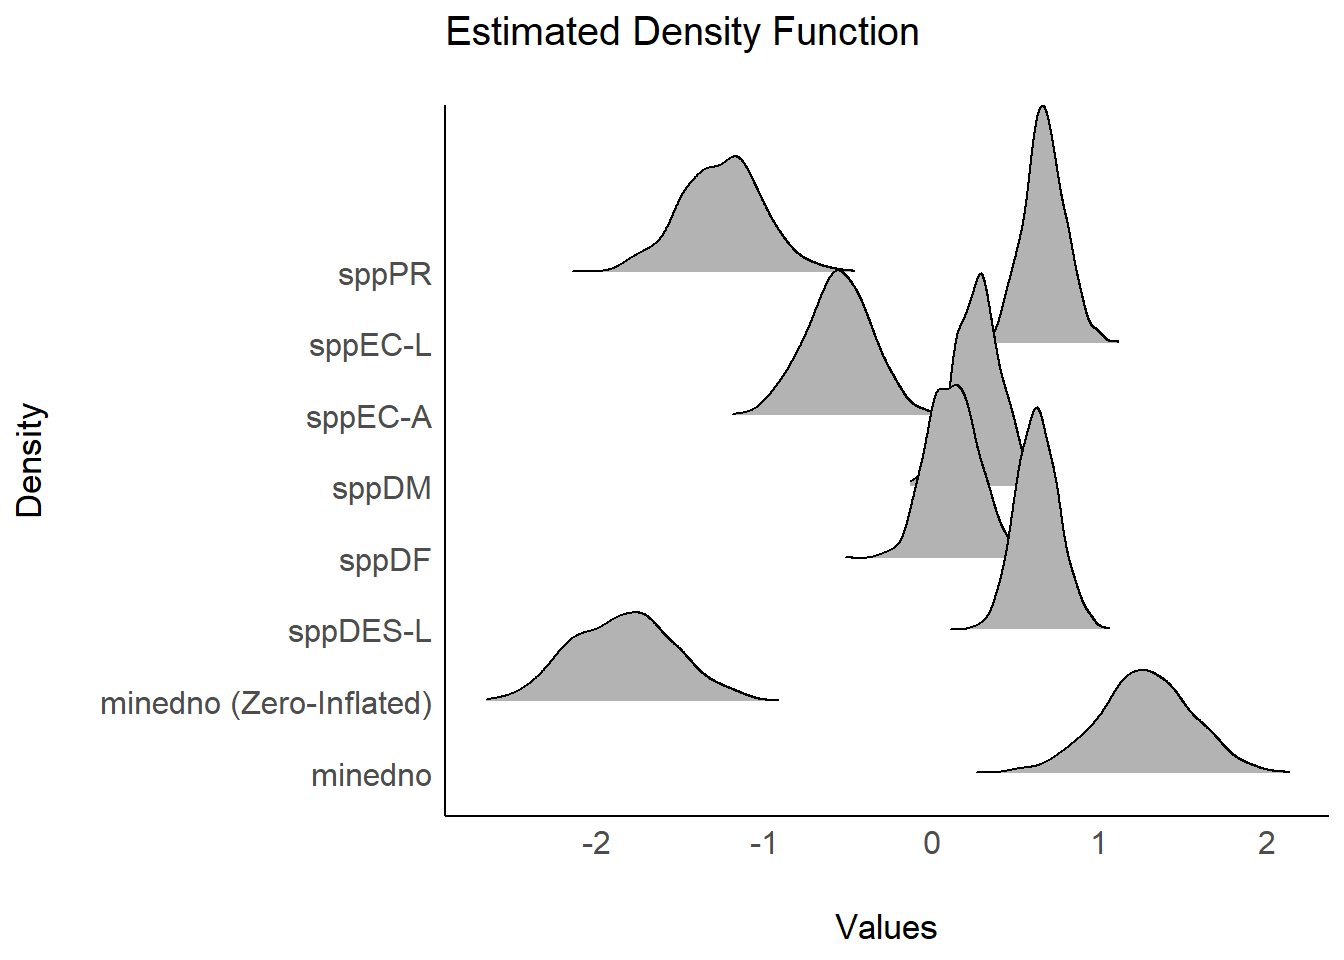 Estimated Density Function
Density
sppPR
sppEC-L
sppEC-A
sppDM
sppDF
sppDES-L
minedno (Zero-Inflated)
minedno
-2 -1 0 1 2
Values